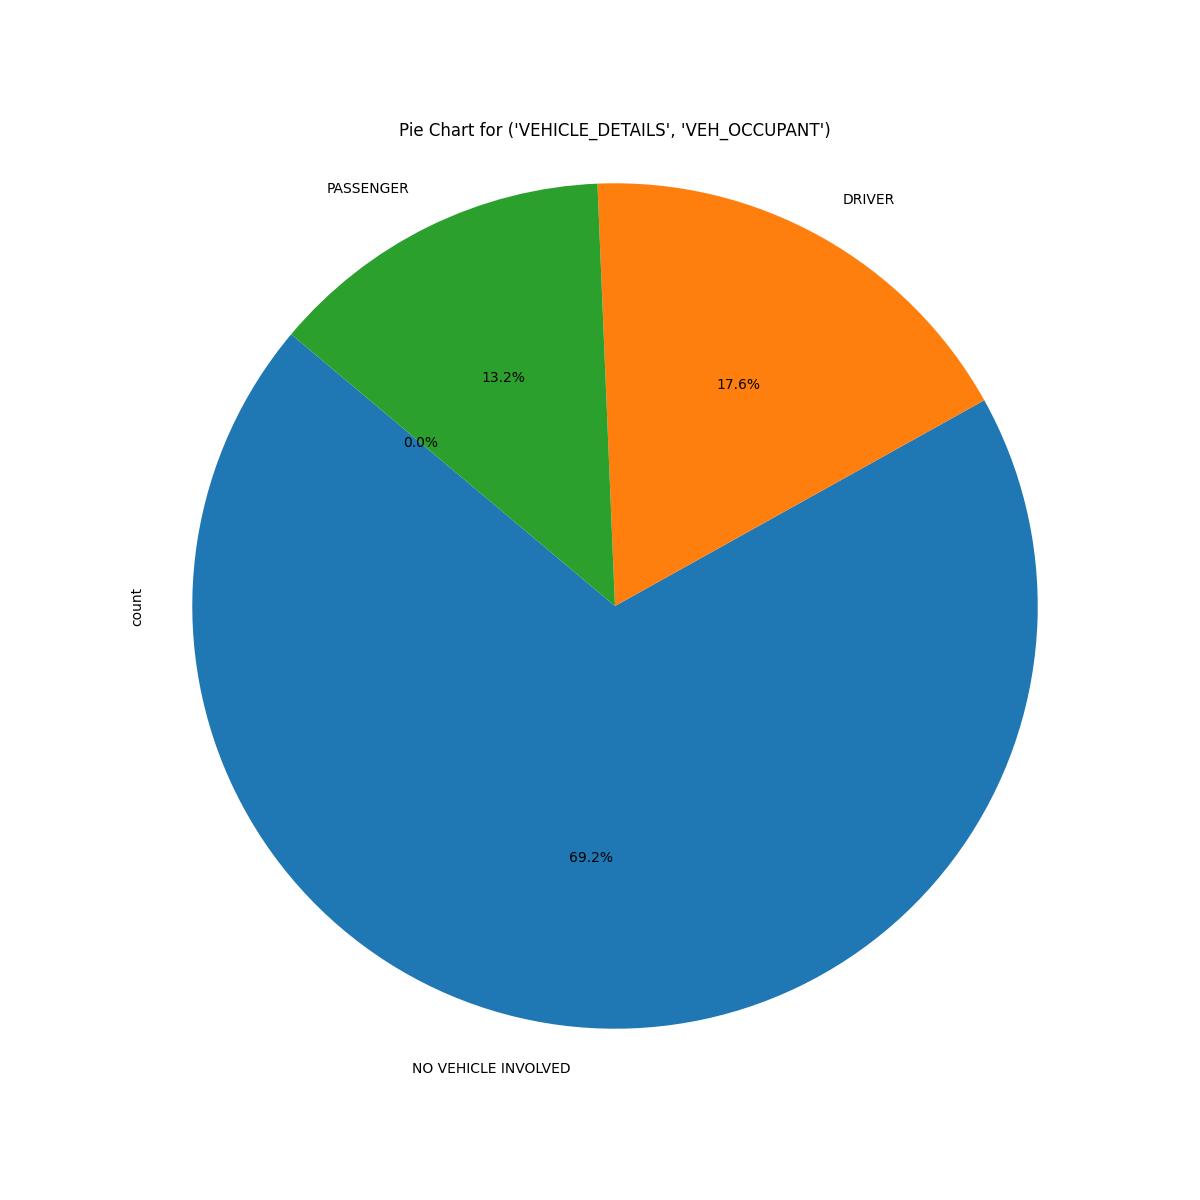 Pie Chart for ('VEHICLE_DETAILS', 'VEH_OCCUPANT')
PASSENGER
DRIVER
13.2%
17.6%
0.0%
count
69.2%
NO VEHICLE INVOLVED